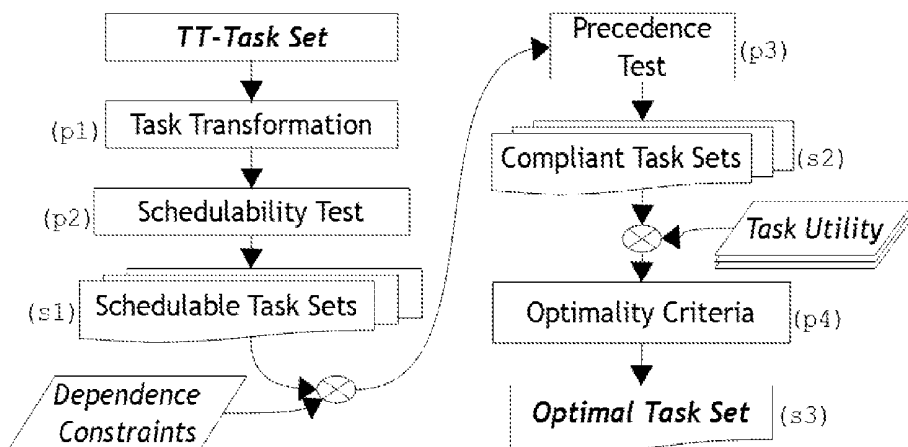 TT-Task Set
(p1)
Task Transformation
(p2)
Schedulability Test
(s1)
Schedulable Task Sets
Dependence
Constraints
Precedence
Test
(p3)
Compliant Task Sets
(s2)
Task Utility
Optimality Criteria
(p4)
Optimal Task Set
(s3)